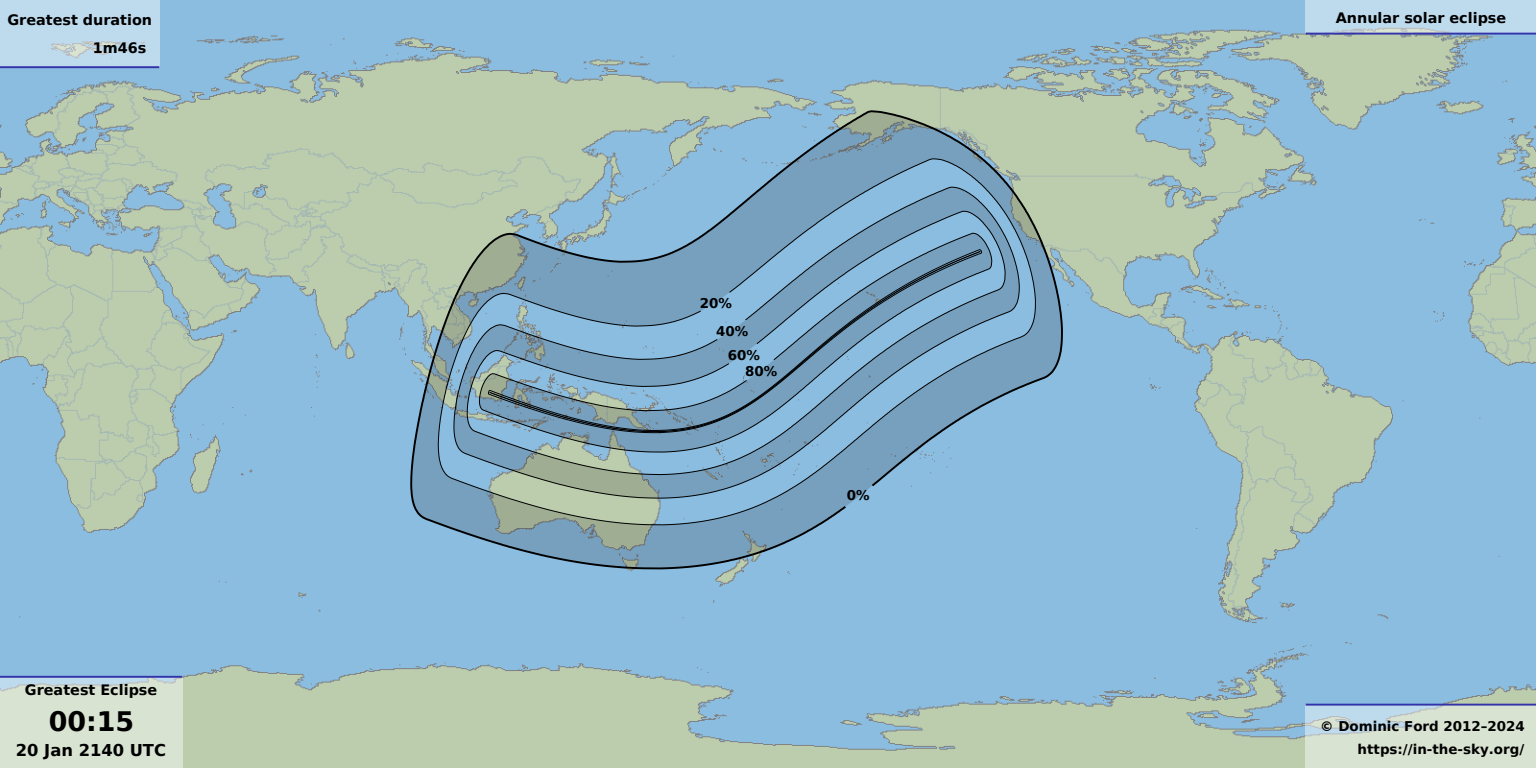 Greatest duration
1m46s
Annular solar eclipse
20%
40%
60%
80%
0%
Greatest Eclipse
00:15
20 Jan 2140 UTC
© Dominic Ford 2012–2024
https://in-the-sky.org/